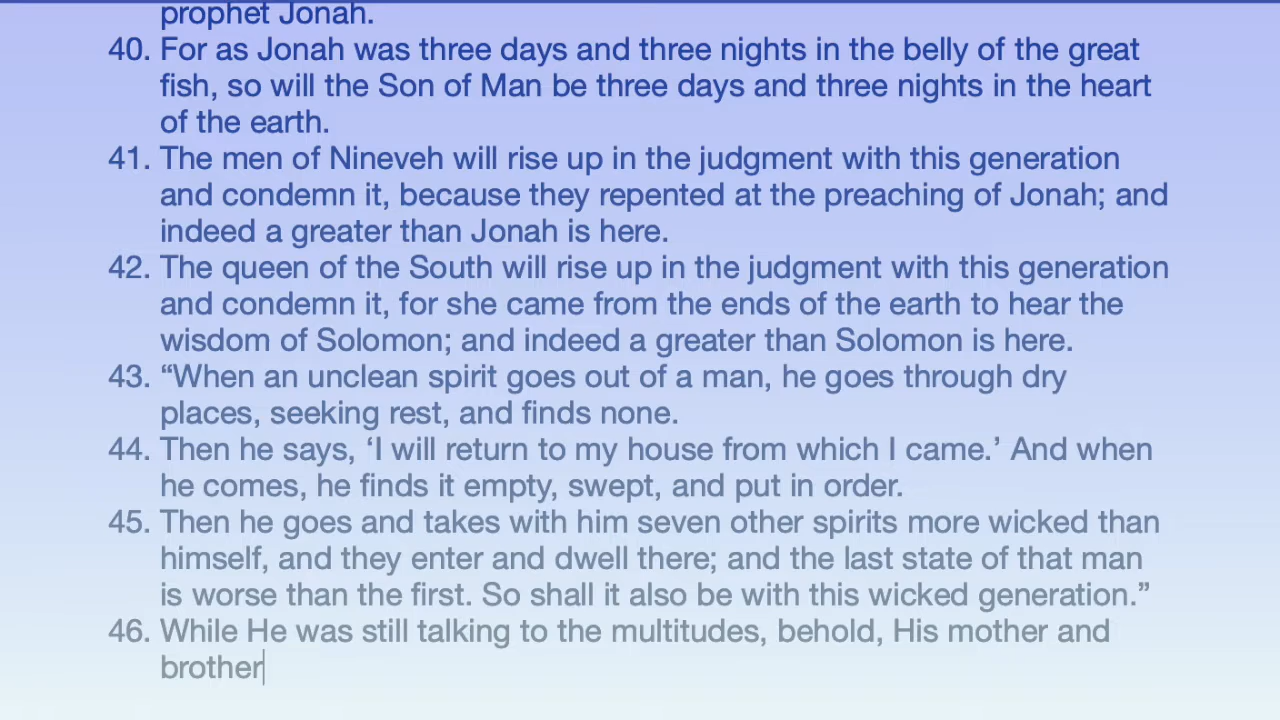 prophet Jonah.
40. For as Jonah was three days and three nights in the belly of the great
fish, so will the Son of Man be three days and three nights in the heart
of the earth.
41. The men of Nineveh will rise up in the judgment with this generation
and condemn it, because they repented at the preaching of Jonah; and
indeed a greater than Jonah is here.
42. The queen of the South will rise up in the judgment with this generation
and condemn it, for she came from the ends of the earth to hear the
wisdom of Solomon; and indeed a greater than Solomon is here.
43. “When an unclean spirit goes out of a man, he goes through dry
places, seeking rest, and finds none.
44. Then he says, ‘I will return to my house from which I came.’ And when
he comes, he finds it empty, swept, and put in order.
45. Then he goes and takes with him seven other spirits more wicked than
himself, and they enter and dwell there; and the last state of that man
is worse than the first. So shall it also be with this wicked generation.”
46. While He was still talking to the multitudes, behold, His mother and
brother